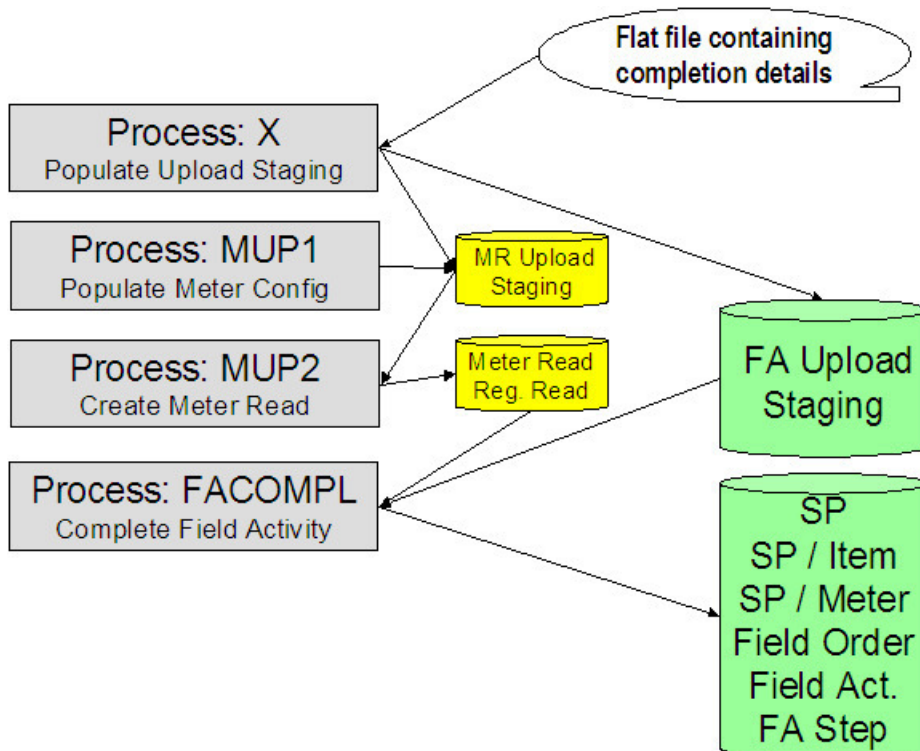 Flat file containing
completion details
Process: X
Populate Upload Staging
Process: MUP1
Populate Meter Config
MR Upload
Staging
Process: MUP2
Create Meter Read
Meter Read
Reg. Read
FA Upload
Staging
Process: FACOMPL
Complete Field Activity
SP
SP / Item
SP / Meter
Field Order
Field Act.
FA Step